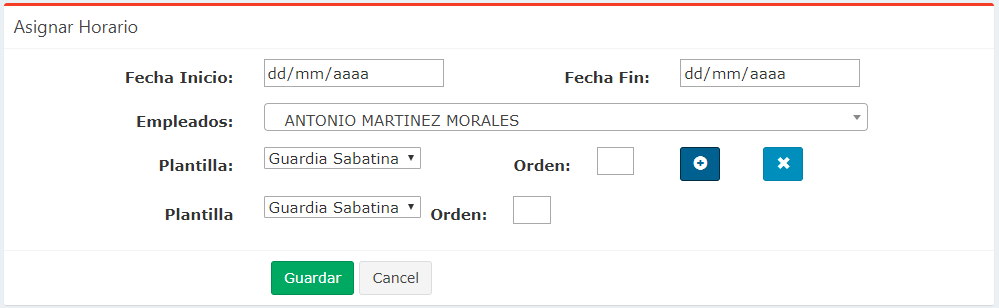 Asignar Horario
Fecha Inicio: dd/mm/aaaa Fecha Fin: dd/mm/aaaa
Empleados: ANTONIO MARTINEZ MORALES
Plantilla: Guardia Sabatina Orden:
Plantilla Guardia Sabatina Orden:
Guardar Cancel